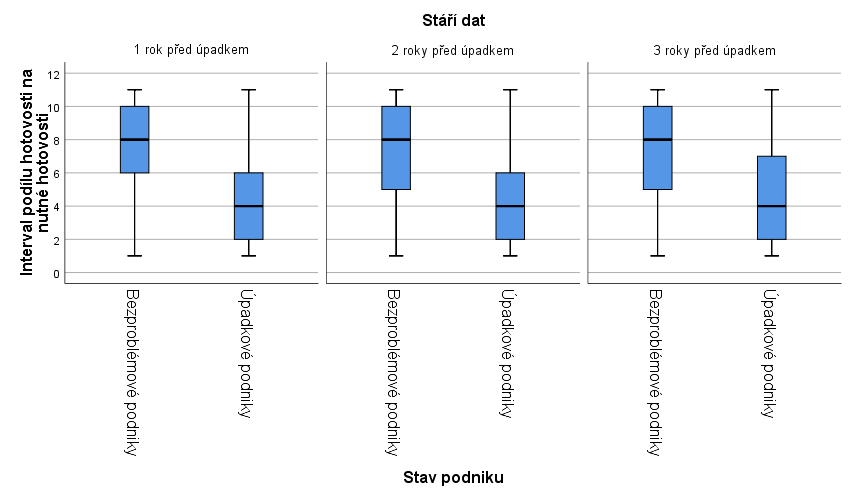 Stáří dat
1 rok před úpadkem
2 roky před úpadkem
3 roky před úpadkem
Interval podílu hotovosti na
nutné hotovosti
12
10
8
6
4
2
0
Bezproblémové podniky
Úpadkové podniky
Bezproblémové podniky
Úpadkové podniky
Bezproblémové podniky
Úpadkové podniky
Stav podniku